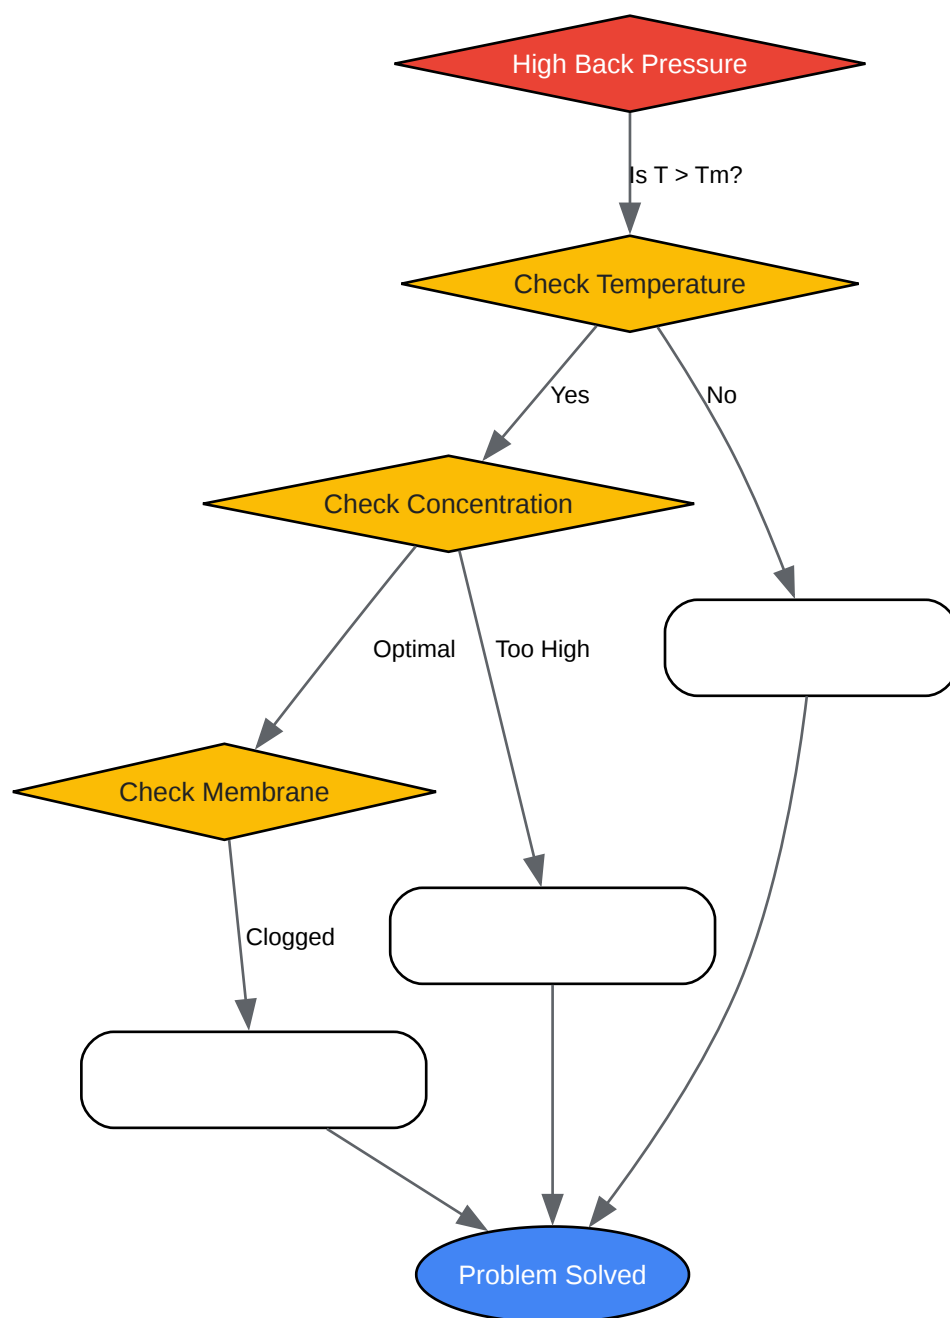 High Back Pressure
Is T > Tm?
Check Temperature
Yes
No
Check Concentration
Optimal
Too High
Check Membrane
Clogged
Problem Solved